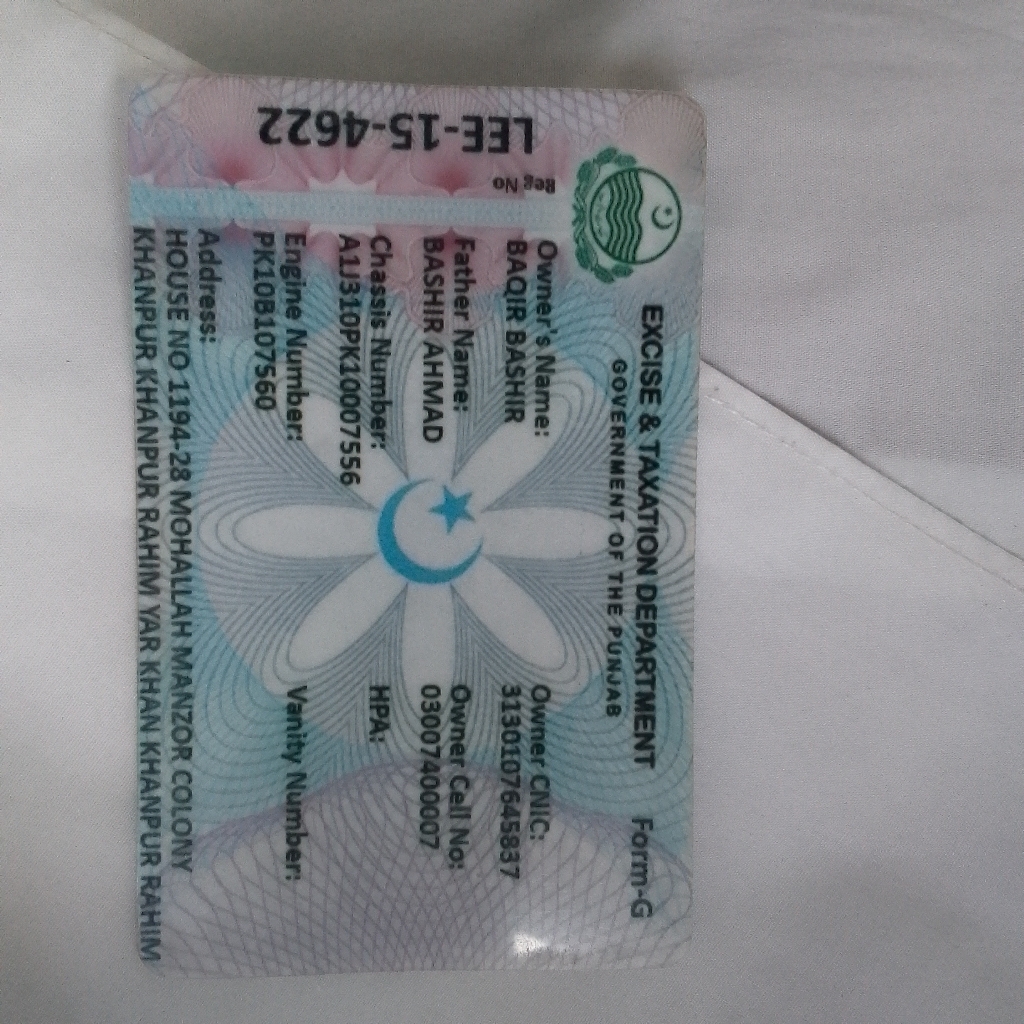 EXCISE & TAXATION DEPARTMENT Form-G
GOVERNMENT OF THE PUNJAB
Reg No
LEE-15-4622
Owner's Name: Owner CNIC:
BAQIR BASHIR 3130107645837
Father Name: Owner Cell No:
BASHIR AHMAD 03007400007
Chassis Number: HPA:
A1J310PK10007556
Engine Number: Vanity Number:
PK10B107560
Address:
HOUSE NO 1194-28 MOHALLAH MANZOR COLONY
KHANPUR KHANPUR RAHIM YAR KHAN KHANPUR RAHIM